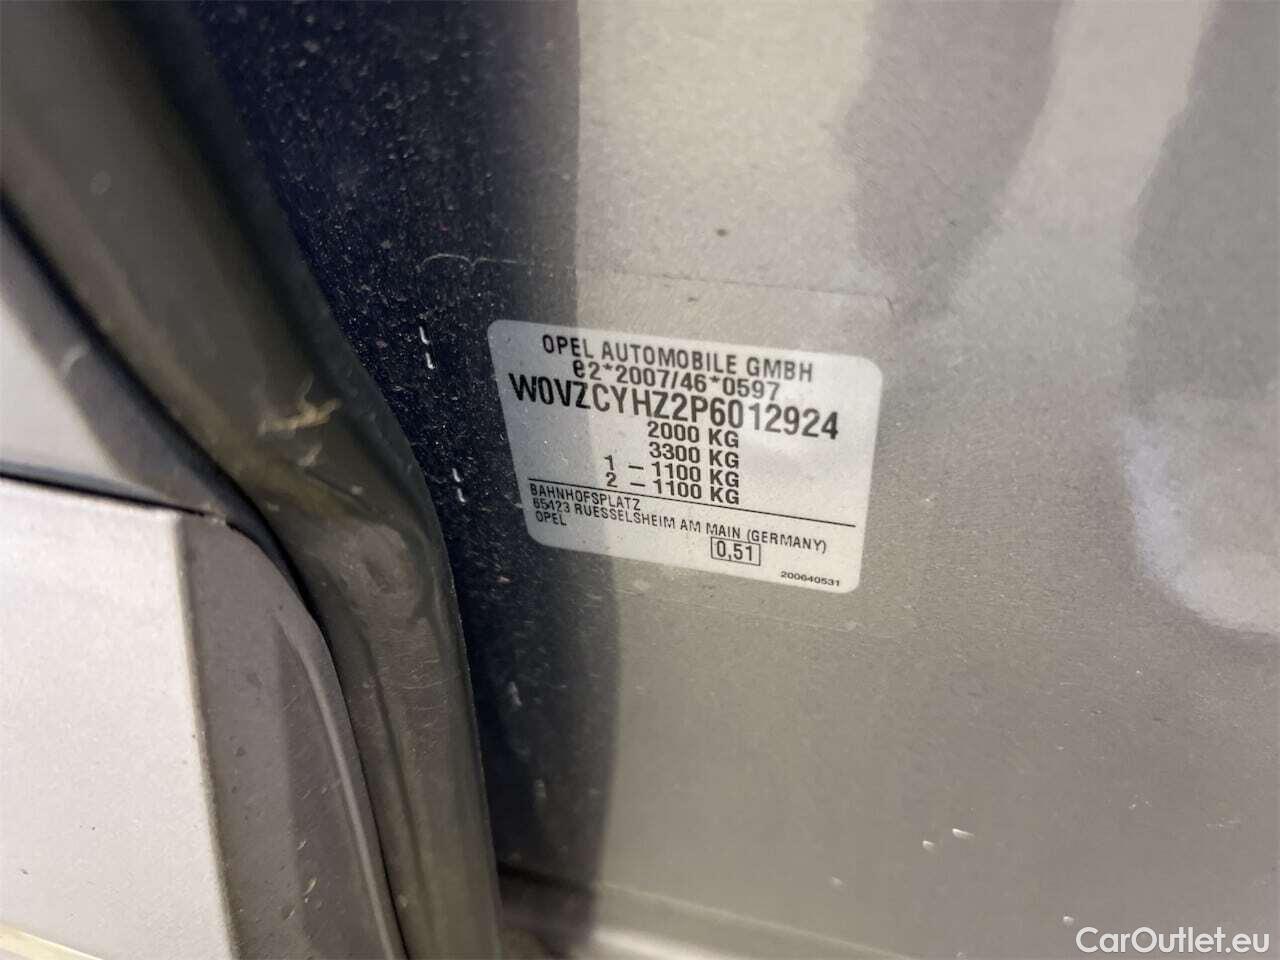 OPEL AUTOMOBILE GMBH
e2*2007/46*0597
W0VZCYHZ2P6012924
2000 KG
3300 KG
1 – 1100 KG
2 – 1100 KG
BAHNHOFSPLATZ
65423 RUESSELSHEIM AM MAIN (GERMANY)
OPEL
0,51
200640531
CarOutlet.eu